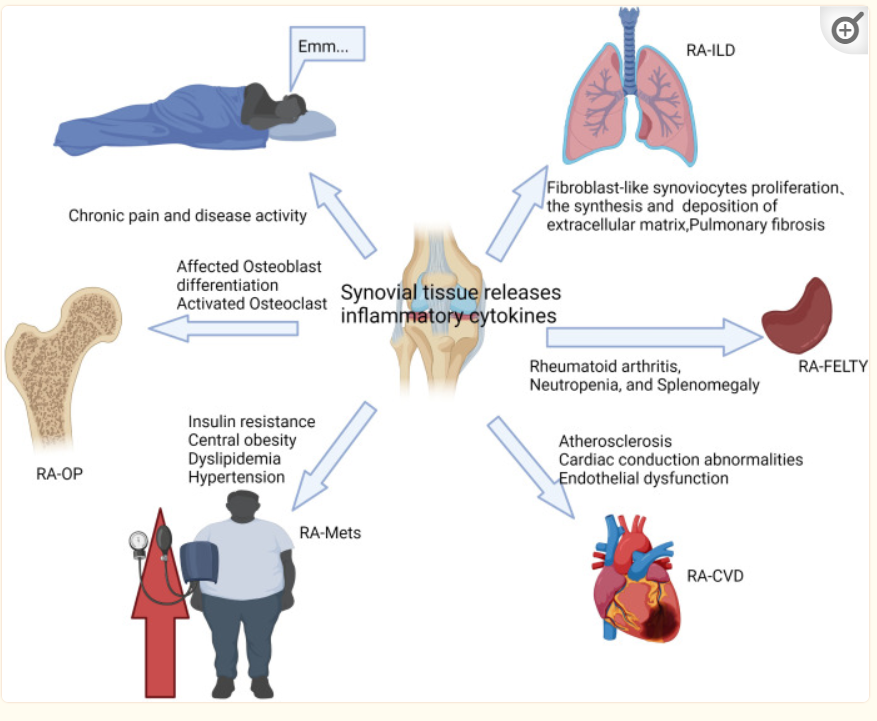 Emm...
RA-ILD
Chronic pain and disease activity
Fibroblast-like synoviocytes proliferation、
the synthesis and deposition of
extracellular matrix,Pulmonary fibrosis
Affected Osteoblast
differentiation
Activated Osteoclast
Synovial tissue releases
inflammatory cytokines
RA-OP
Rheumatoid arthritis,
Neutropenia, and Splenomegaly
RA-FELTY
Insulin resistance
Central obesity
Dyslipidemia
Hypertension
RA-Mets
Atherosclerosis
Cardiac conduction abnormalities
Endothelial dysfunction
RA-CVD